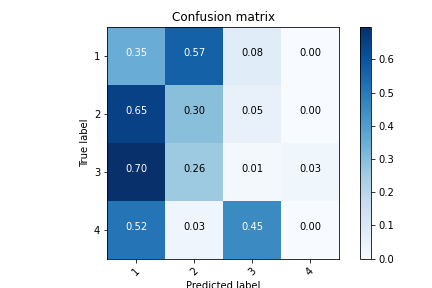 Confusion matrix
1 0.35 0.57 0.08 0.00
2 0.65 0.30 0.05 0.00
3 0.70 0.26 0.01 0.03
4 0.52 0.03 0.45 0.00
True label
1 2 3 4
Predicted label
0.6
0.5
0.4
0.3
0.2
0.1
0.0